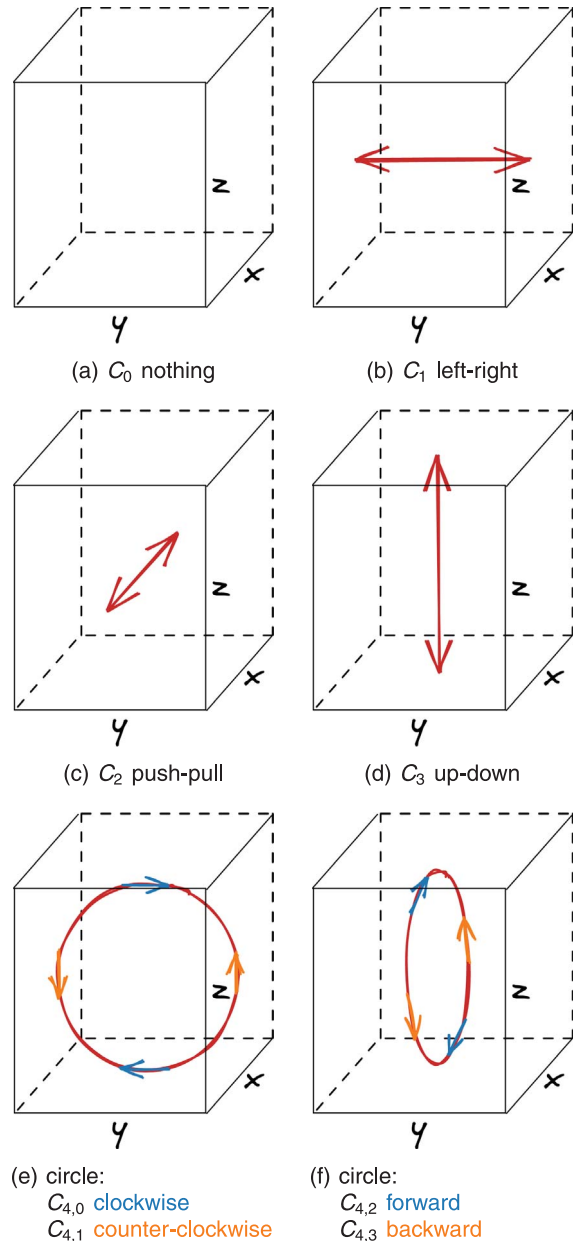 z z
x x
y y
(a) C₀ nothing (b) C₁ left-right
z z
x x
y y
(c) C₂ push-pull (d) C₃ up-down
z z
x x
y y
(e) circle: (f) circle:
C₄,₀ clockwise C₄,₂ forward
C₄,₁ counter-clockwise C₄,₃ backward